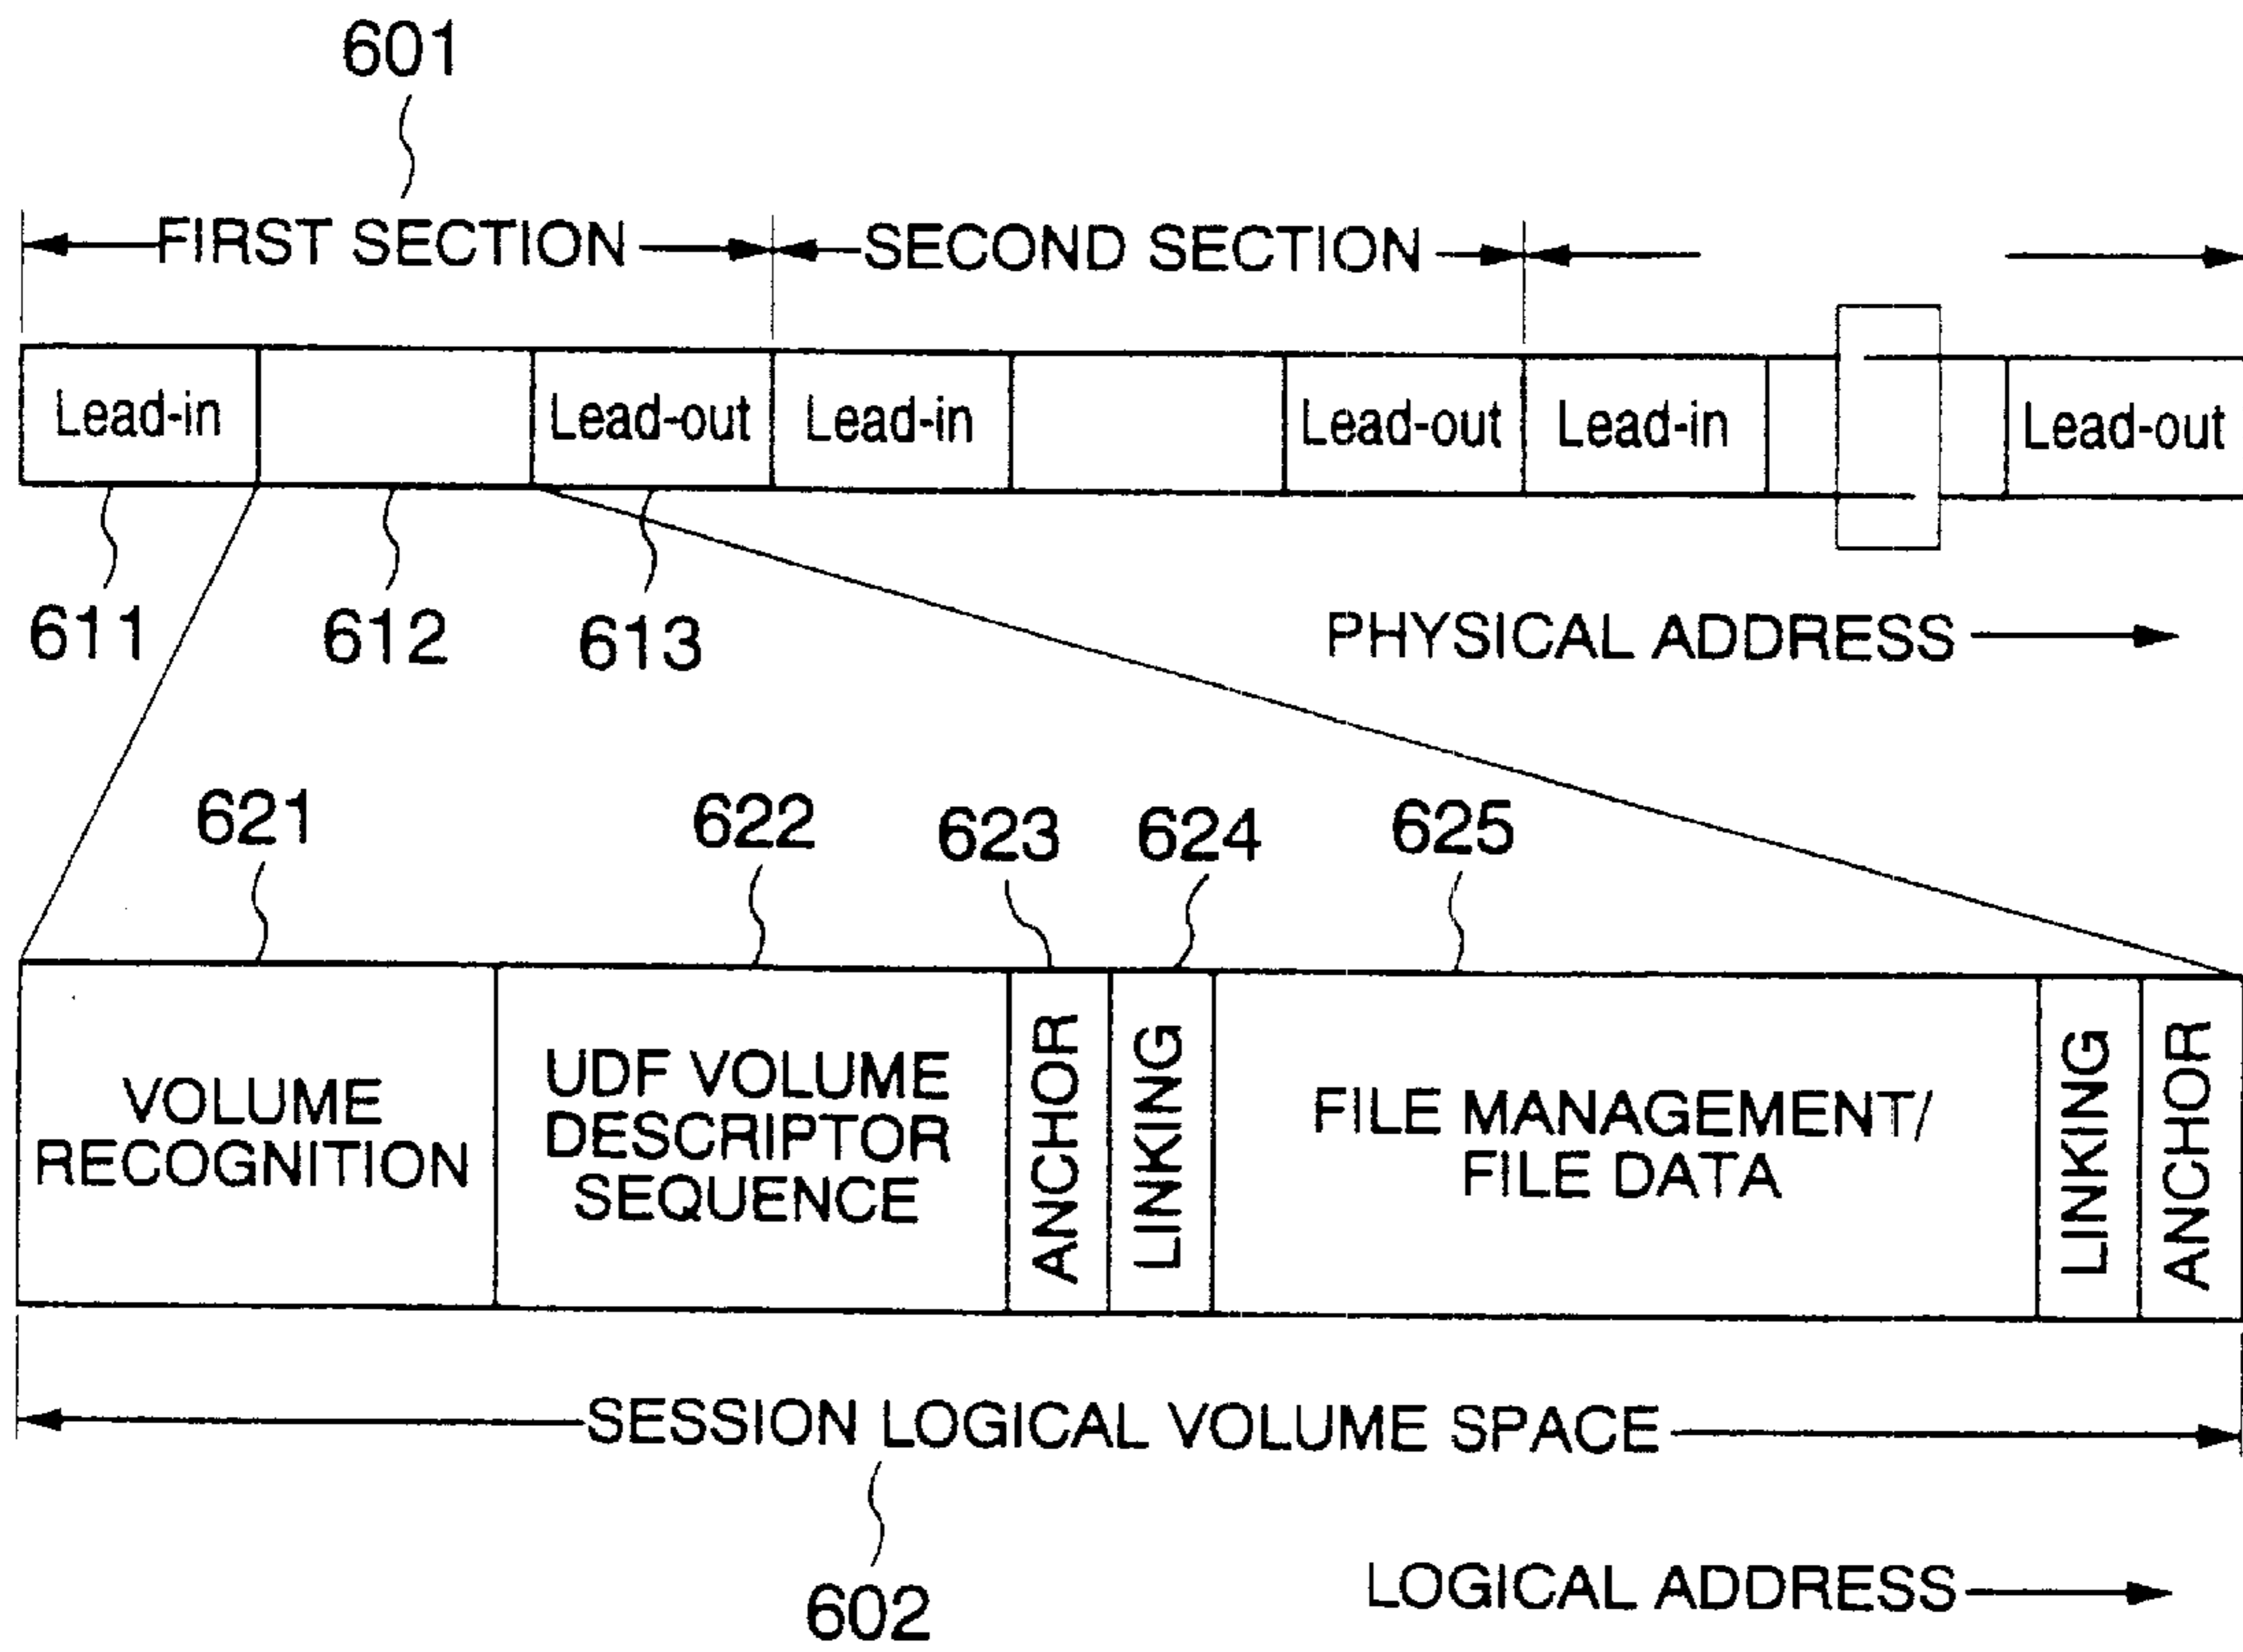 601
FIRST SECTION SECOND SECTION
Lead-in Lead-out Lead-in Lead-out Lead-in Lead-out
611 612 613
PHYSICAL ADDRESS
621 622 623 624 625
VOLUME
RECOGNITION
UDF VOLUME
DESCRIPTOR
SEQUENCE
ANCHOR
LINKING
FILE MANAGEMENT/
FILE DATA
LINKING
ANCHOR
SESSION LOGICAL VOLUME SPACE
602
LOGICAL ADDRESS